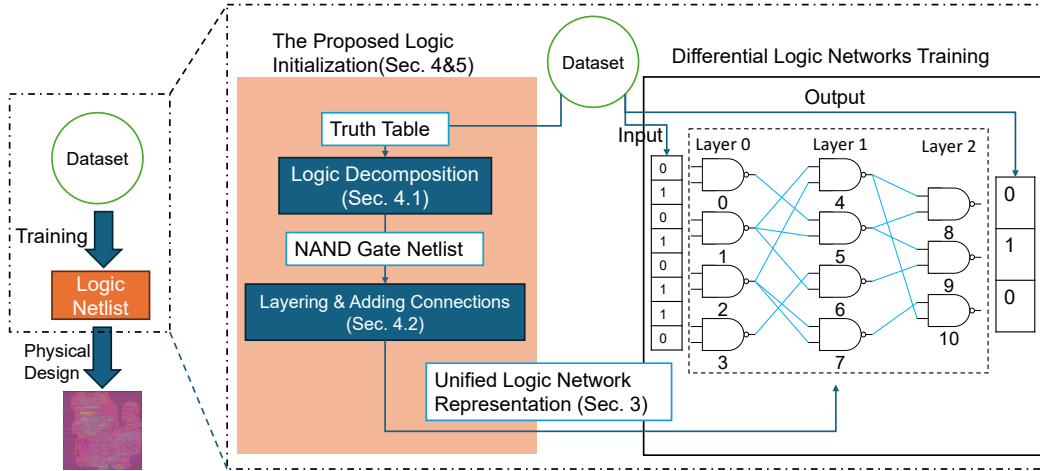 Dataset
Training
Logic
Netlist
Physical
Design
The Proposed Logic
Initialization(Sec. 4&5)
Truth Table
Logic Decomposition
(Sec. 4.1)
NAND Gate Netlist
Layering & Adding Connections
(Sec. 4.2)
Unified Logic Network
Representation (Sec. 3)
Dataset
Differential Logic Networks Training
Output
Input
Layer 0
Layer 1
Layer 2
0
1
0
1
0
1
1
0
0
1
2
3
4
5
6
7
8
9
10
0
1
0